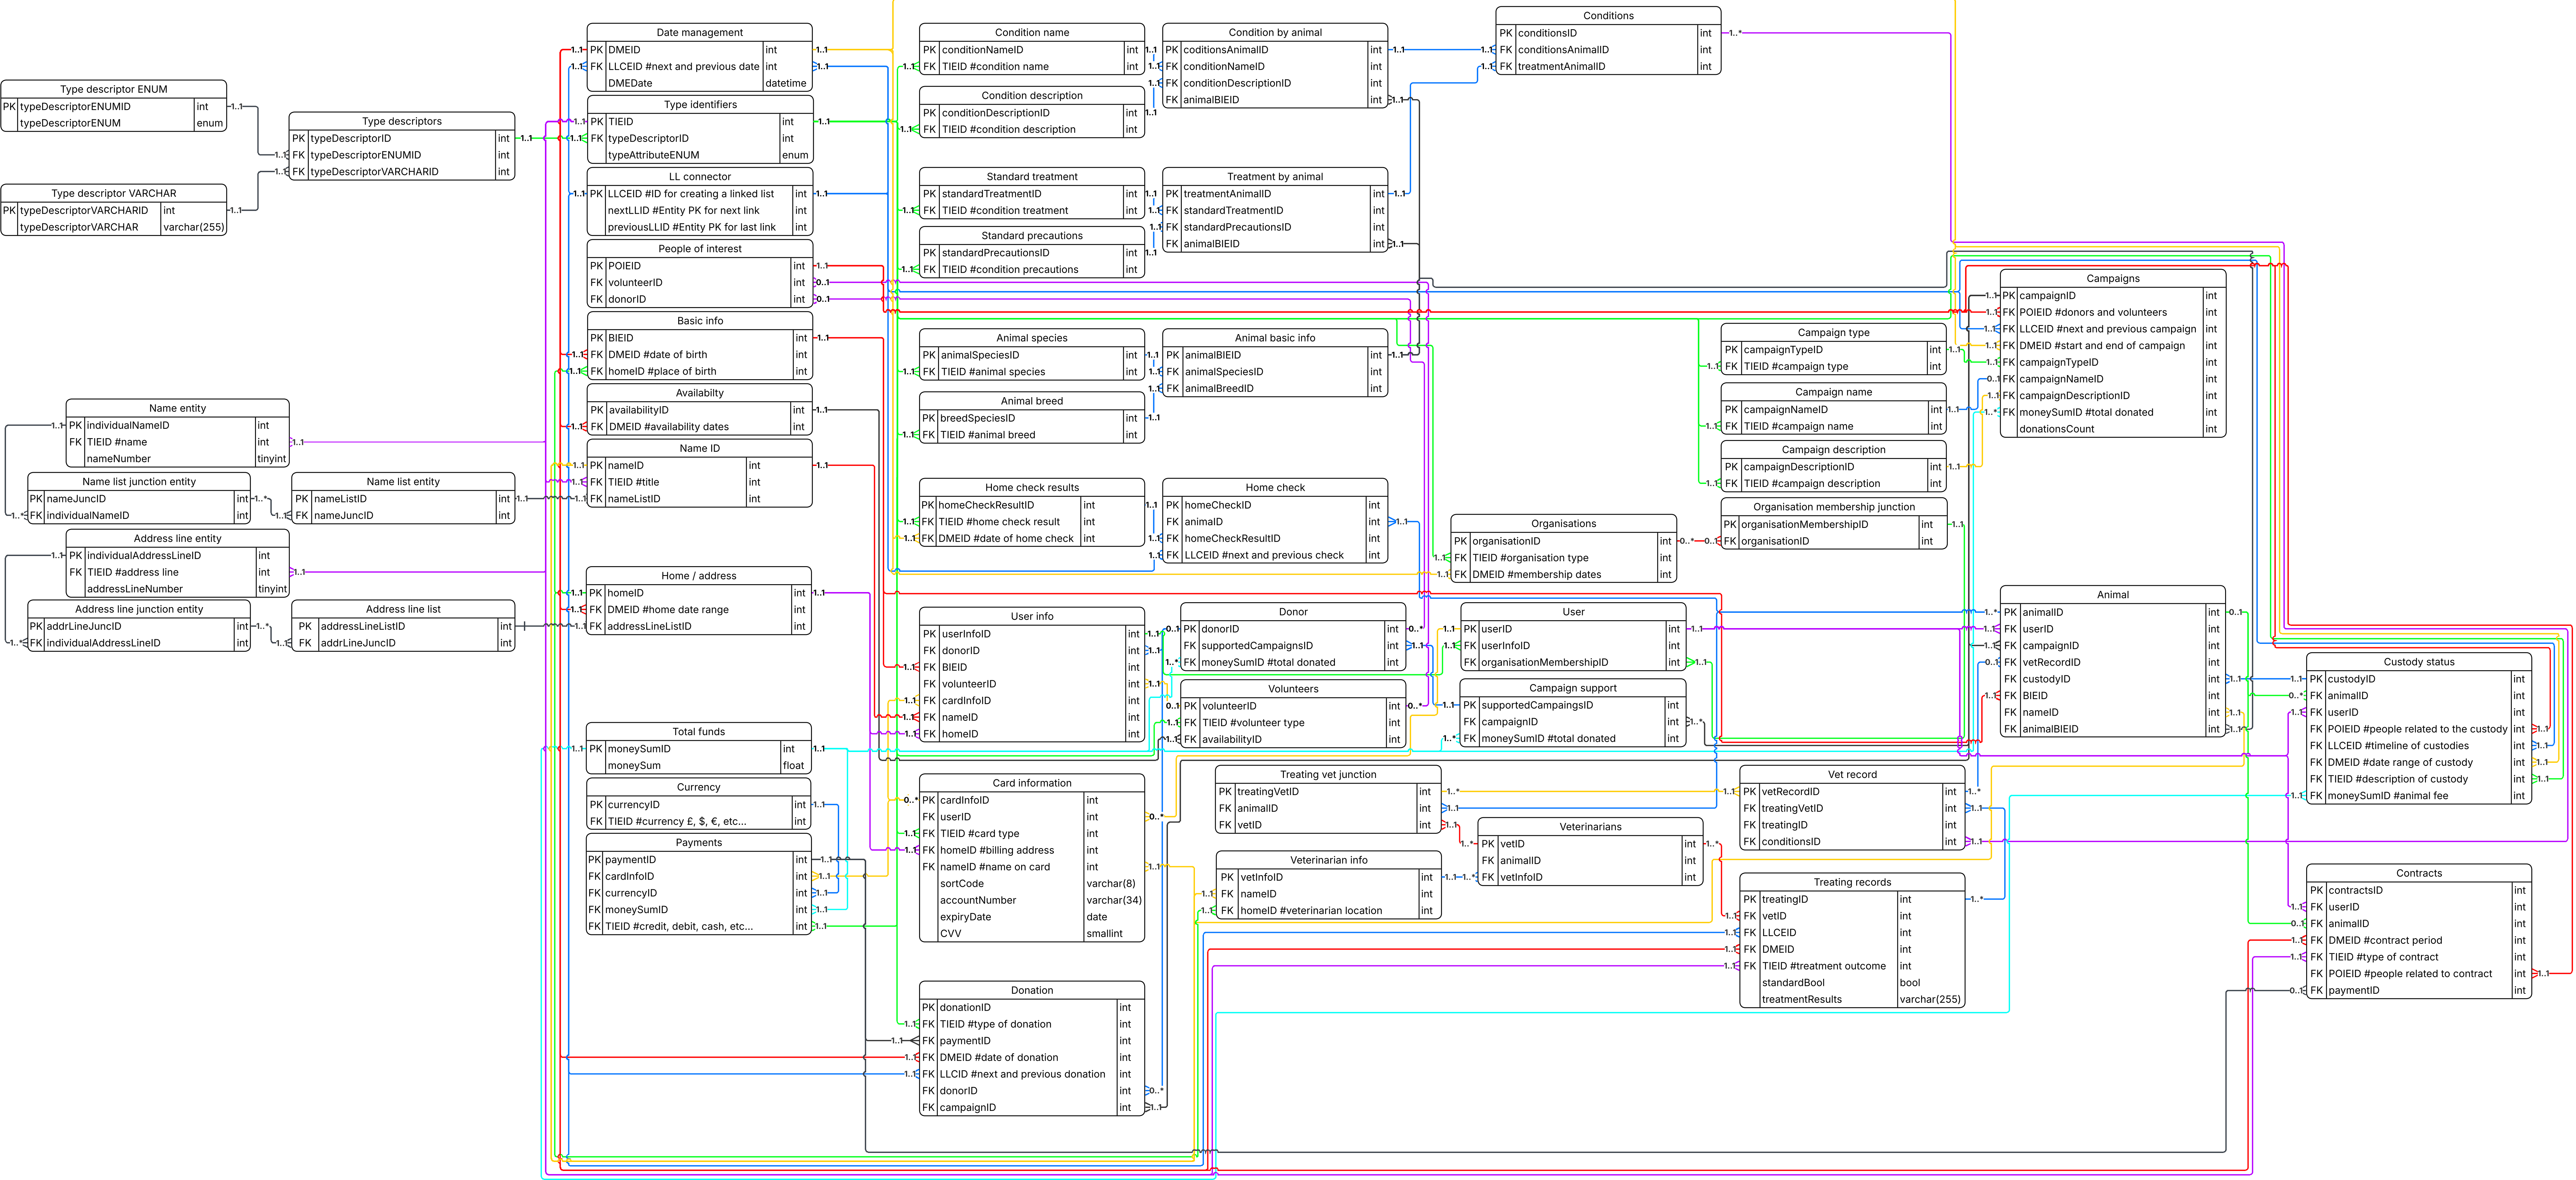 Type descriptor ENUM
PK typeDescriptorENUMID int
typeDescriptorENUM enum
Type descriptor VARCHAR
PK typeDescriptorVARCHARID int
typeDescriptorVARCHAR varchar(255)
Type descriptors
PK typeDescriptorID int
FK typeDescriptorENUMID int
FK typeDescriptorVARCHARID int
Name entity
PK individualNameID int
FK TIEID #name int
nameNumber tinyint
Name list junction entity
PK nameJuncID int
FK individualNameID int
Name list entity
PK nameListID int
FK nameJuncID int
Address line entity
PK individualAddressLineID int
FK TIEID #address line int
addressLineNumber tinyint
Address line junction entity
PK addrLineJuncID int
FK individualAddressLineID int
Address line list
PK addressLineListID int
FK addrLineJuncID int
Date management
PK DMEID int
FK LLCEID #next and previous date int
DMEDate datetime
Type identifiers
PK TIEID int
FK typeDescriptorID int
typeAttributeENUM enum
LL connector
PK LLCEID #ID for creating a linked list int
nextLLID #Entity PK for next link int
previousLLID #Entity PK for last link int
People of interest
PK POIEID int
FK volunteerID int
FK donorID int
Basic info
PK BIEID int
FK DMEID #date of birth int
FK homeID #place of birth int
Availabilty
PK availabilityID int
FK DMEID #availability dates int
Name ID
PK nameID int
FK TIEID #title int
FK nameListID int
Home / address
PK homeID int
FK DMEID #home date range int
FK addressLineListID int
Total funds
PK moneySumID int
moneySum float
Currency
PK currencyID int
FK TIEID #currency £, $, €, etc... int
Payments
PK paymentID int
FK cardInfoID int
FK currencyID int
FK moneySumID int
FK TIEID #credit, debit, cash, etc... int
Condition name
PK conditionNameID int
FK TIEID #condition name int
Condition description
PK conditionDescriptionID int
FK TIEID #condition description int
Standard treatment
PK standardTreatmentID int
FK TIEID #condition treatment int
Standard precautions
PK standardPrecautionsID int
FK TIEID #condition precautions int
Animal species
PK animalSpeciesID int
FK TIEID #animal species int
Animal breed
PK breedSpeciesID int
FK TIEID #animal breed int
Home check results
PK homeCheckResultID int
FK TIEID #home check result int
FK DMEID #date of home check int
User info
PK userInfoID int
FK donorID int
FK BIEID int
FK volunteerID int
FK cardInfoID int
FK nameID int
FK homeID int
Card information
PK cardInfoID int
FK userID int
FK TIEID #card type int
FK homeID #billing address int
FK nameID #name on card int
sortCode varchar(8)
accountNumber varchar(34)
expiryDate date
CVV smallint
Donation
PK donationID int
FK TIEID #type of donation int
FK paymentID int
FK DMEID #date of donation int
FK LLCID #next and previous donation int
FK donorID int
FK campaignID int
Condition by animal
PK coditionsAnimalID int
FK conditionNameID int
FK conditionDescriptionID int
FK animalBIEID int
Treatment by animal
PK treatmentAnimalID int
FK standardTreatmentID int
FK standardPrecautionsID int
FK animalBIEID int
Animal basic info
PK animalBIEID int
FK animalSpeciesID int
FK animalBreedID int
Home check
PK homeCheckID int
FK animalID int
FK homeCheckResultID int
FK LLCEID #next and previous check int
Donor
PK donorID int
FK supportedCampaignsID int
FK moneySumID #total donated int
Volunteers
PK volunteerID int
FK TIEID #volunteer type int
FK availabilityID int
Treating vet junction
PK treatingVetID int
FK animalID int
FK vetID int
Veterinarian info
PK vetInfoID int
FK nameID int
FK homeID #veterinarian location int
Conditions
PK conditionsID int
FK conditionsAnimalID int
FK treatmentAnimalID int
Organisations
PK organisationID int
FK TIEID #organisation type int
FK DMEID #membership dates int
User
PK userID int
FK userInfoID int
FK organisationMembershipID int
Campaign support
PK supportedCampaingsID int
FK campaignID int
FK moneySumID #total donated int
Veterinarians
PK vetID int
FK animalID int
FK vetInfoID int
Campaign type
PK campaignTypeID int
FK TIEID #campaign type int
Campaign name
PK campaignNameID int
FK TIEID #campaign name int
Campaign description
PK campaignDescriptionID int
FK TIEID #campaign description int
Organisation membership junction
PK organisationMembershipID int
FK organisationID int
Vet record
PK vetRecordID int
FK treatingVetID int
FK treatingID int
FK conditionsID int
Treating records
PK treatingID int
FK vetID int
FK LLCEID int
FK DMEID int
FK TIEID #treatment outcome int
standardBool bool
treatmentResults varchar(255)
Campaigns
PK campaignID int
FK POIEID #donors and volunteers int
FK LLCEID #next and previous campaign int
FK DMEID #start and end of campaign int
FK campaignTypeID int
FK campaignNameID int
FK campaignDescriptionID int
FK moneySumID #total donated int
donationsCount int
Animal
PK animalID int
FK userID int
FK campaignID int
FK vetRecordID int
FK custodyID int
FK BIEID int
FK nameID int
FK animalBIEID int
Custody status
PK custodyID int
FK animalID int
FK userID int
FK POIEID #people related to the custody int
FK LLCEID #timeline of custodies int
FK DMEID #date range of custody int
FK TIEID #description of custody int
FK moneySumID #animal fee int
Contracts
PK contractsID int
FK userID int
FK animalID int
FK DMEID #contract period int
FK TIEID #type of contract int
FK POIEID #people related to contract int
FK paymentID int